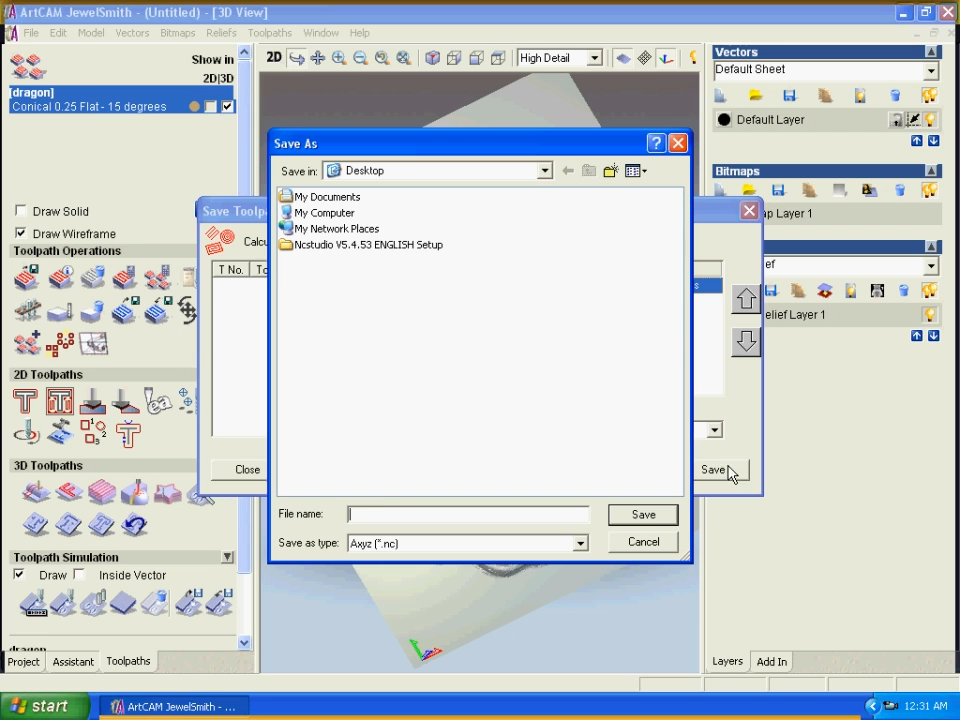 ArtCAM JewelSmith - (Untitled) - [3D View]
File Edit Model Vectors Bitmaps Reliefs Toolpaths Window Help
Show in
2D|3D
[dragon]
Conical 0.25 Flat - 15 degrees
Draw Solid
Draw Wireframe
Toolpath Operations
2D Toolpaths
3D Toolpaths
Toolpath Simulation
Draw Inside Vector
dragon
Project Assistant Toolpaths
2D High Detail
Save Toolp
Calcu
T No. To
s
Close
Save
Save As
Save in: Desktop
My Documents
My Computer
My Network Places
Ncstudio V5.4.53 ENGLISH Setup
File name: Save
Save as type: Axyz (*.nc) Cancel
Vectors
Default Sheet
Default Layer
Bitmaps
ap Layer 1
ef
elief Layer 1
Layers Add In
start ArtCAM JewelSmith - ... 12:31 AM